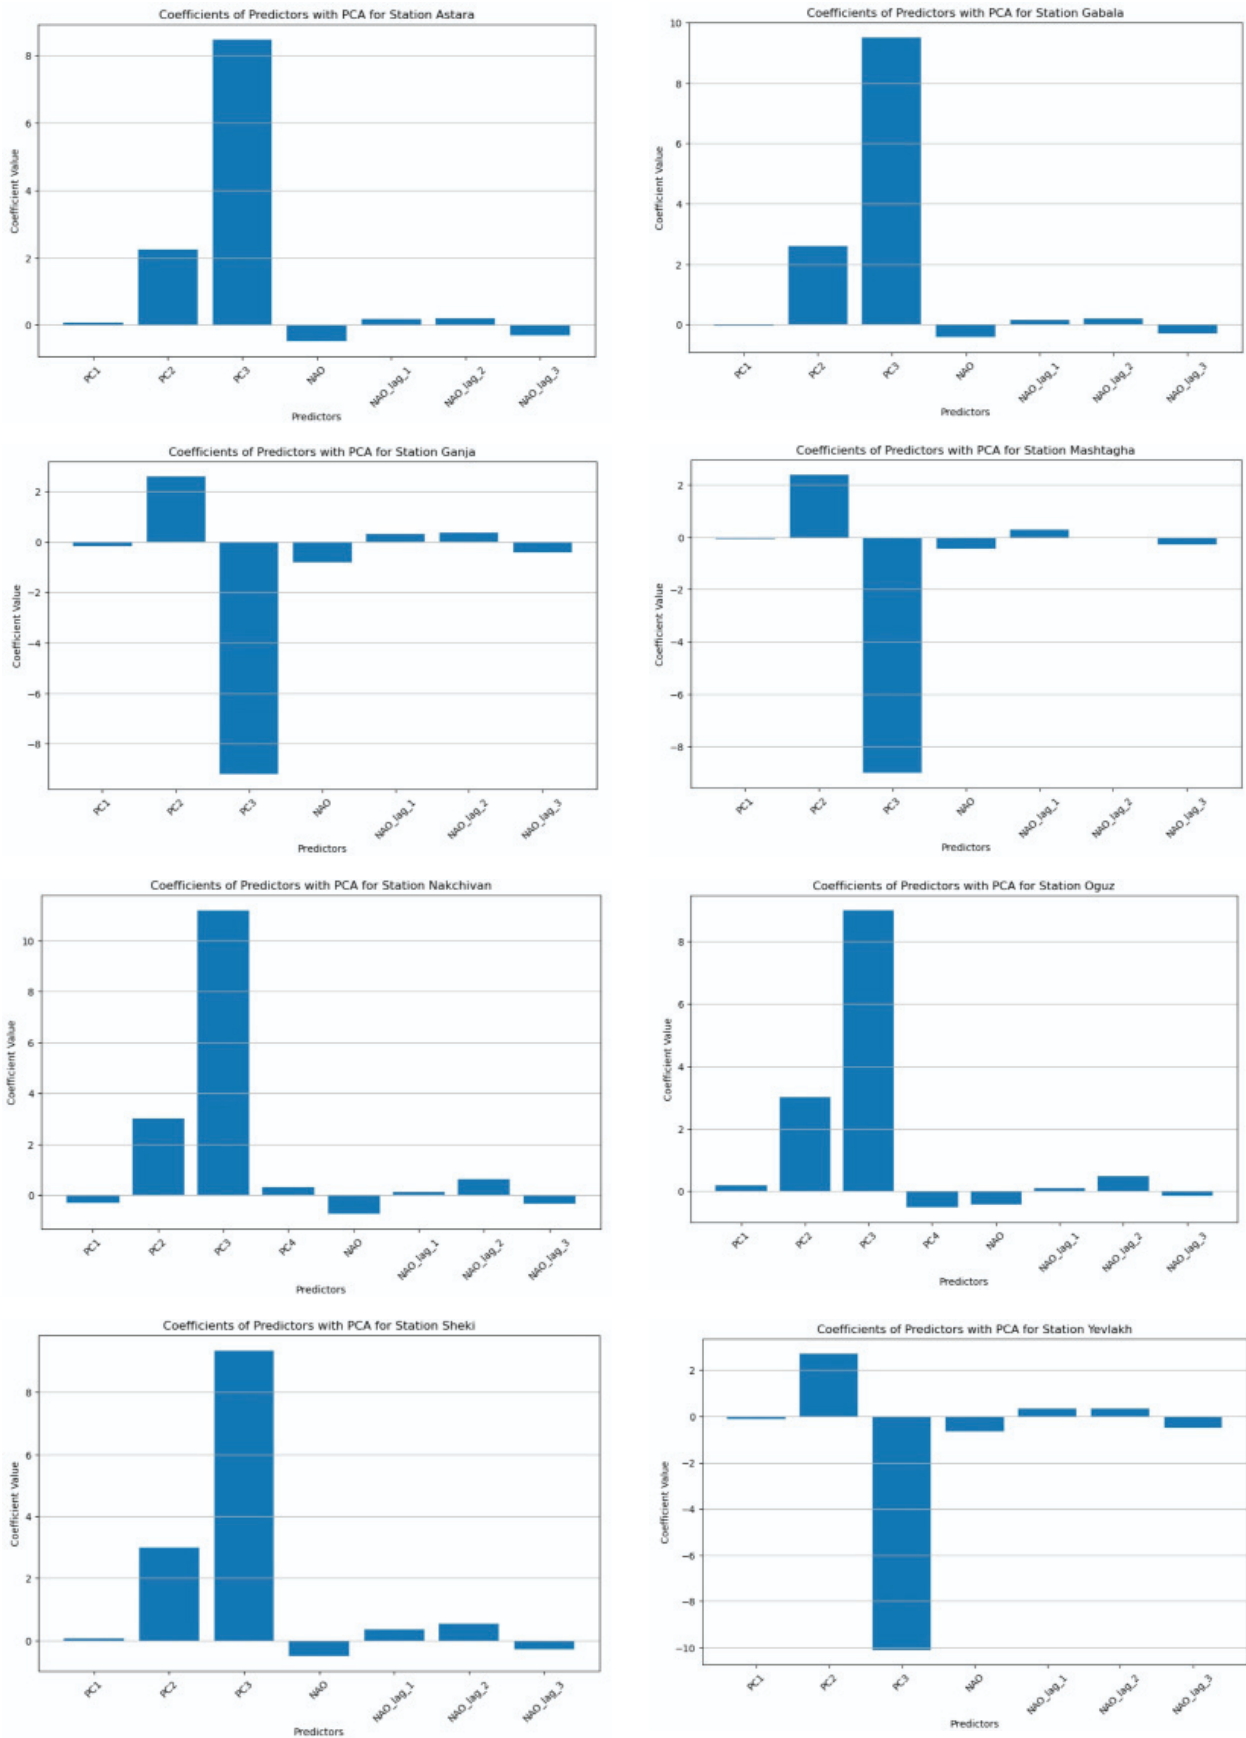 Coefficients of Predictors with PCA for Station Astara
8
6
4
2
0
Coefficient Value
PC1
PC2
PC3
NAO
NAO_lag_1
NAO_lag_2
NAO_lag_3
Predictors
Coefficients of Predictors with PCA for Station Gabala
10
8
6
4
2
0
Coefficient Value
PC1
PC2
PC3
NAO
NAO_lag_1
NAO_lag_2
NAO_lag_3
Predictors
Coefficients of Predictors with PCA for Station Ganja
2
0
−2
−4
−6
−8
Coefficient Value
PC1
PC2
PC3
NAO
NAO_lag_1
NAO_lag_2
NAO_lag_3
Predictors
Coefficients of Predictors with PCA for Station Mashtagha
2
0
−2
−4
−6
−8
Coefficient Value
PC1
PC2
PC3
NAO
NAO_lag_1
NAO_lag_2
NAO_lag_3
Predictors
Coefficients of Predictors with PCA for Station Nakchivan
10
8
6
4
2
0
Coefficient Value
PC1
PC2
PC3
PC4
NAO
NAO_lag_1
NAO_lag_2
NAO_lag_3
Predictors
Coefficients of Predictors with PCA for Station Oguz
8
6
4
2
0
Coefficient Value
PC1
PC2
PC3
PC4
NAO
NAO_lag_1
NAO_lag_2
NAO_lag_3
Predictors
Coefficients of Predictors with PCA for Station Sheki
8
6
4
2
0
Coefficient Value
PC1
PC2
PC3
NAO
NAO_lag_1
NAO_lag_2
NAO_lag_3
Predictors
Coefficients of Predictors with PCA for Station Yevlakh
2
0
−2
−4
−6
−8
−10
Coefficient Value
PC1
PC2
PC3
NAO
NAO_lag_1
NAO_lag_2
NAO_lag_3
Predictors